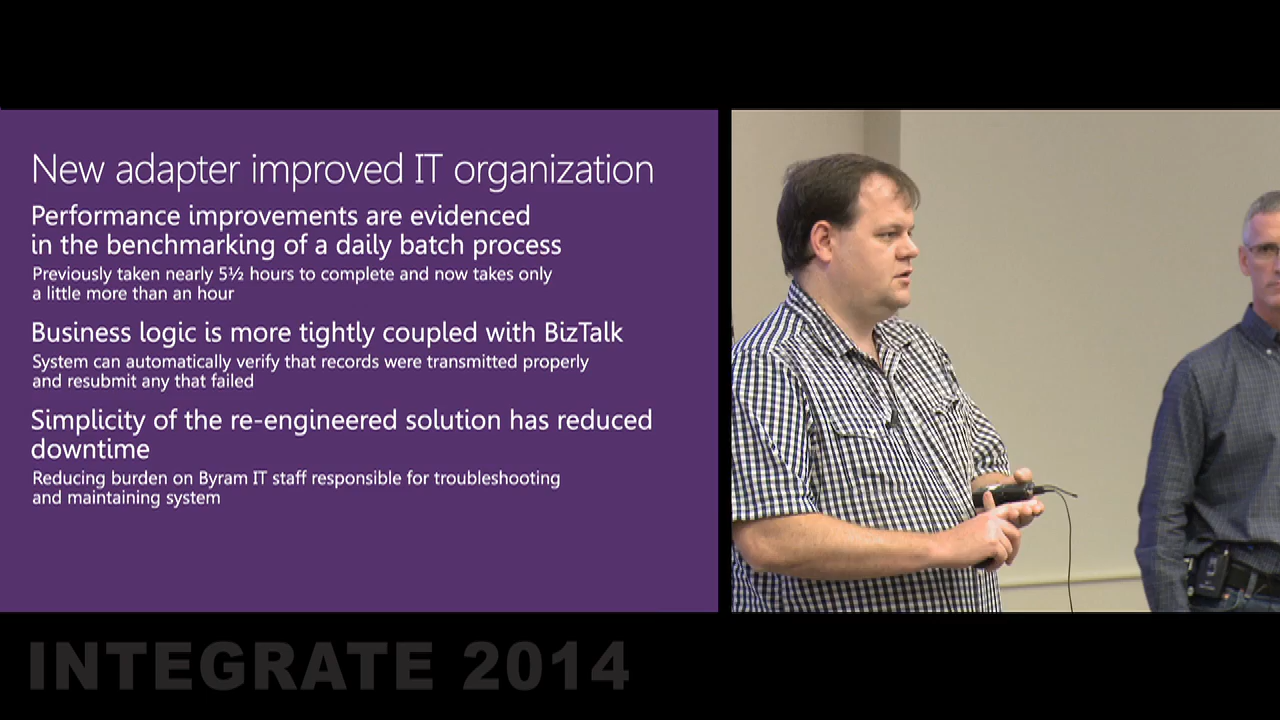 New adapter improved IT organization
Performance improvements are evidenced
in the benchmarking of a daily batch process
Previously taken nearly 5½ hours to complete and now takes only
a little more than an hour
Business logic is more tightly coupled with BizTalk
System can automatically verify that records were transmitted properly
and resubmit any that failed
Simplicity of the re-engineered solution has reduced
downtime
Reducing burden on Byram IT staff responsible for troubleshooting
and maintaining system
INTEGRATE 2014